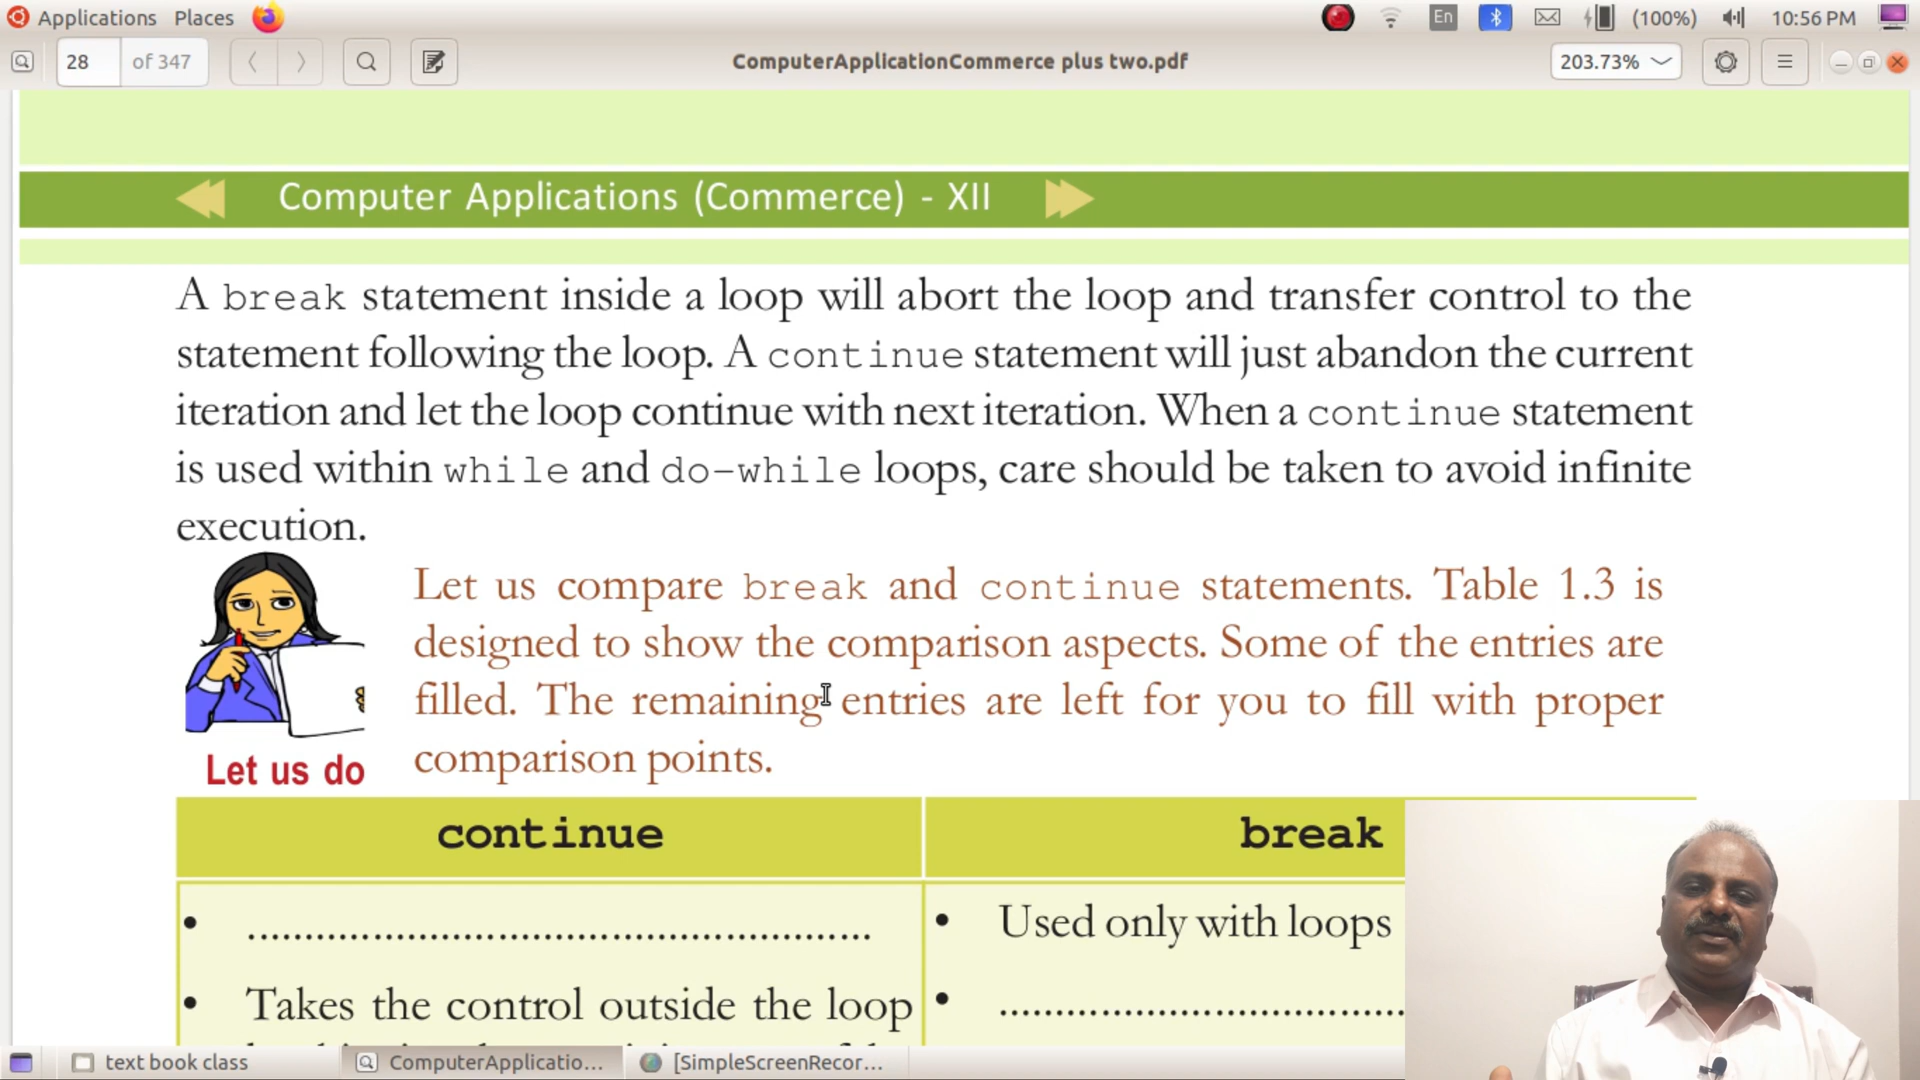 Applications Places En (100%) 10:56 PM
28 of 347 ComputerApplicationCommerce plus two.pdf 203.73%
Computer Applications (Commerce) - XII
A break statement inside a loop will abort the loop and transfer control to the
statement following the loop. A continue statement will just abandon the current
iteration and let the loop continue with next iteration. When a continue statement
is used within while and do-while loops, care should be taken to avoid infinite
execution.
Let us compare break and continue statements. Table 1.3 is
designed to show the comparison aspects. Some of the entries are
filled. The remaining entries are left for you to fill with proper
comparison points.
Let us do
continue break
• ...................................................... • Used only with loops
• Takes the control outside the loop • ...................................
text book class ComputerApplicatio... [SimpleScreenRecor...